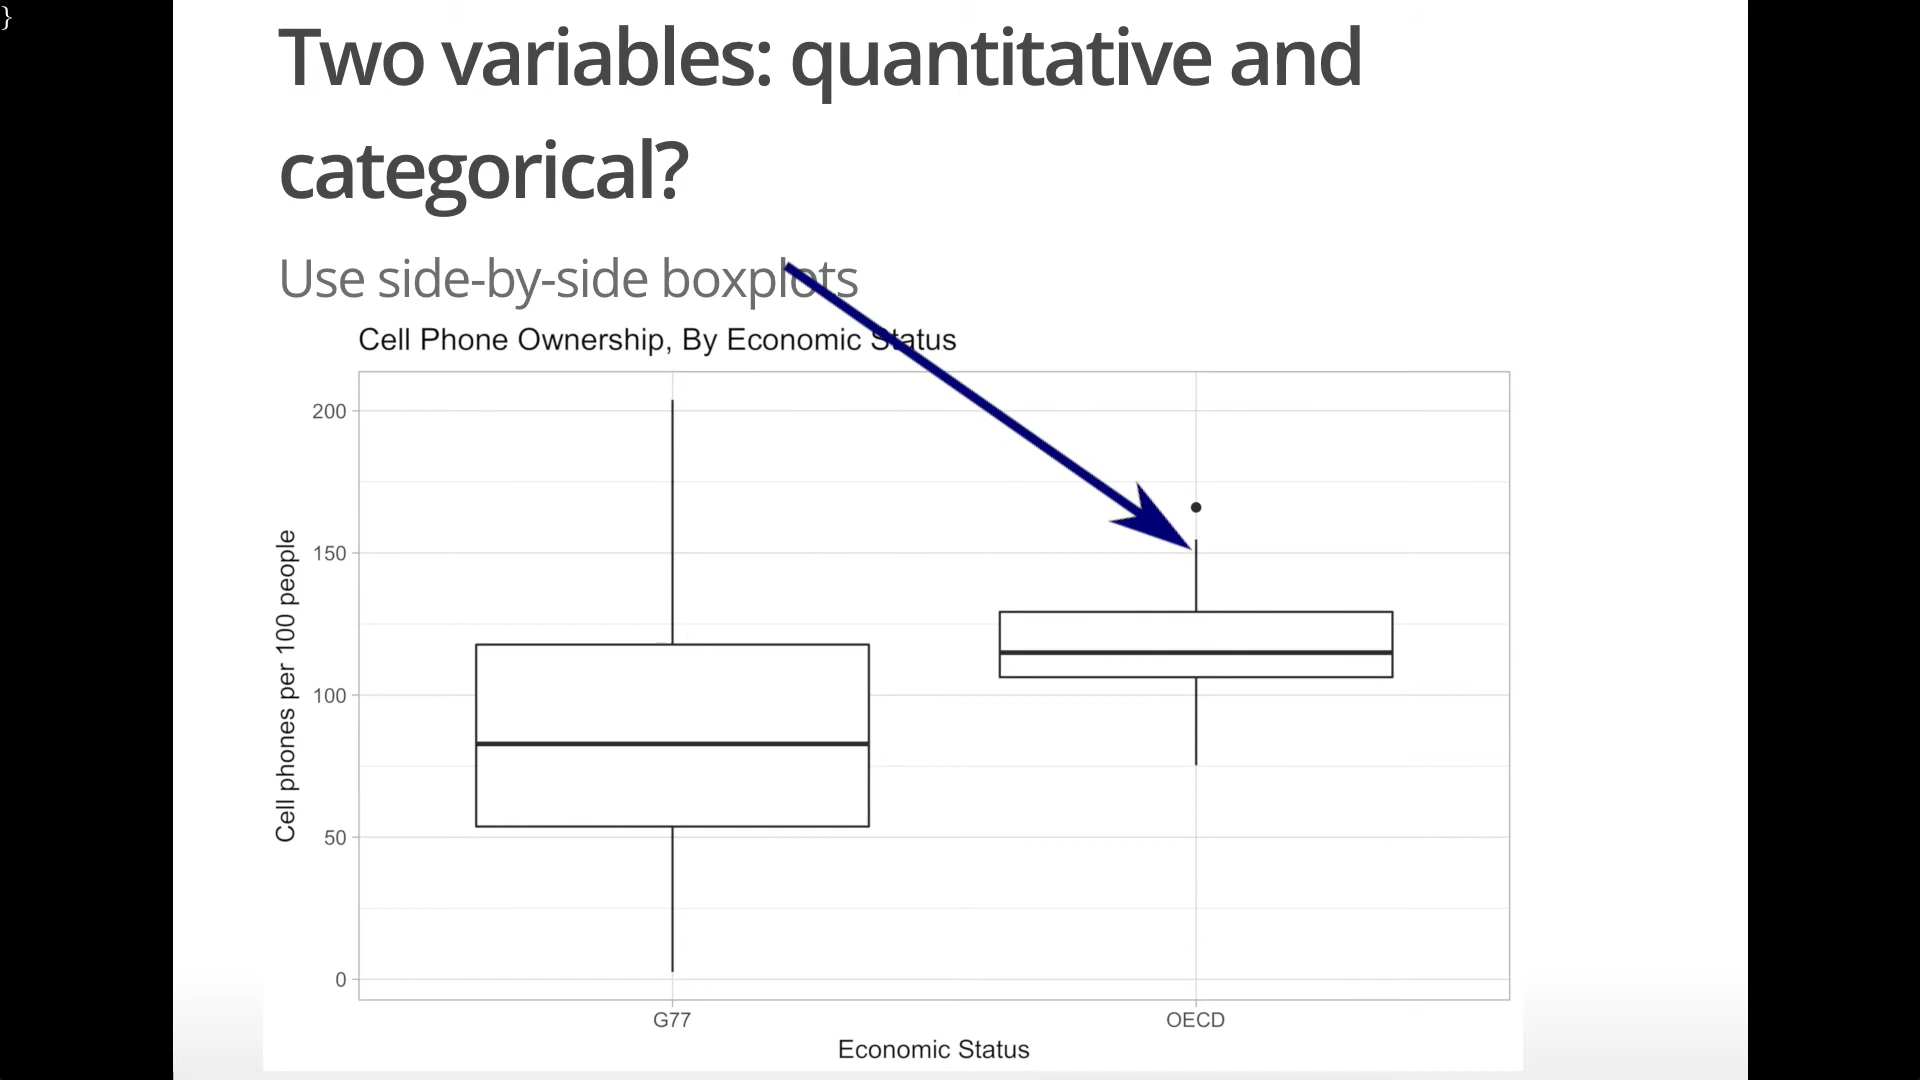 }
Two variables: quantitative and
categorical?
Use side-by-side boxplots
Cell Phone Ownership, By Economic Status
200
150
100
50
0
Cell phones per 100 people
G77
OECD
Economic Status